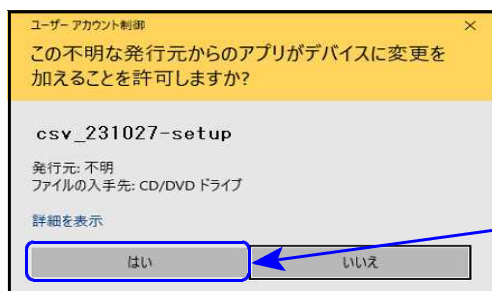 ユーザー アカウント制御
この不明な発行元からのアプリがデバイスに変更を
加えることを許可しますか?
csv_231027-setup
発行元: 不明
ファイルの入手先: CD/DVD ドライブ
詳細を表示
はい
いいえ